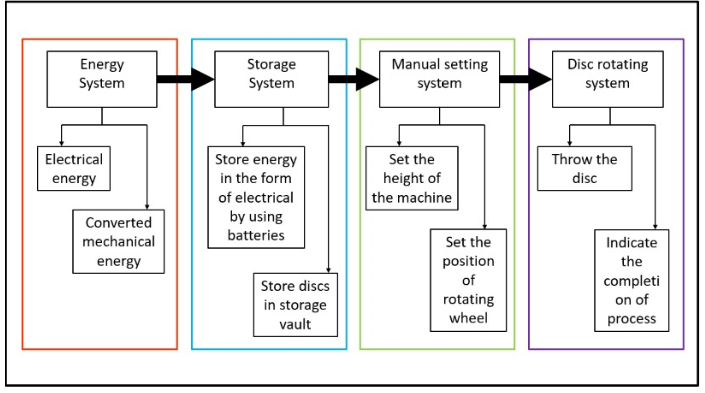 Energy
System
Electrical
energy
Converted
mechanical
energy
Storage
System
Store energy
in the form
of electrical
by using
batteries
Store discs
in storage
vault
Manual setting
system
Set the
height of
the machine
Set the
position
of
rotating
wheel
Disc rotating
system
Throw the
disc
Indicate
the
completi
on of
process